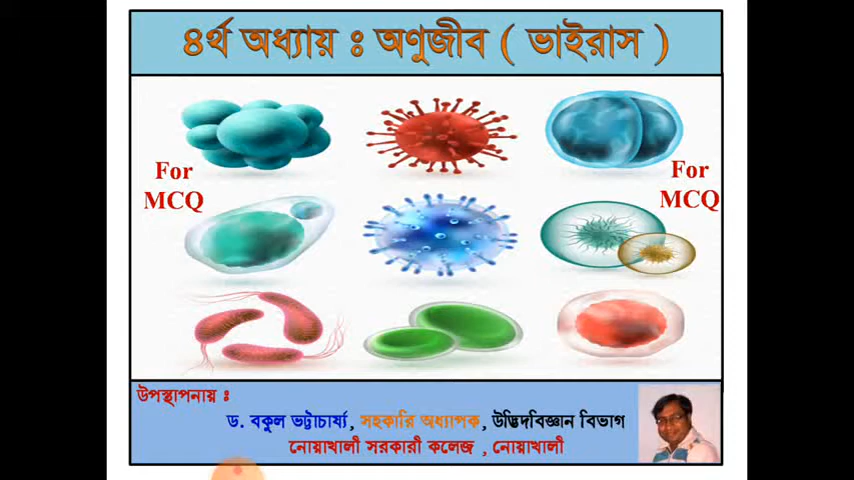 ৪র্থ অধ্যায় ঃ অণুজীব ( ভাইরাস )
For
MCQ
For
MCQ
উপস্থাপনায় ঃ
ড. বকুল ভট্টাচার্য্য, সহকারি অধ্যাপক, উদ্ভিদবিজ্ঞান বিভাগ
নোয়াখালী সরকারী কলেজ , নোয়াখালী